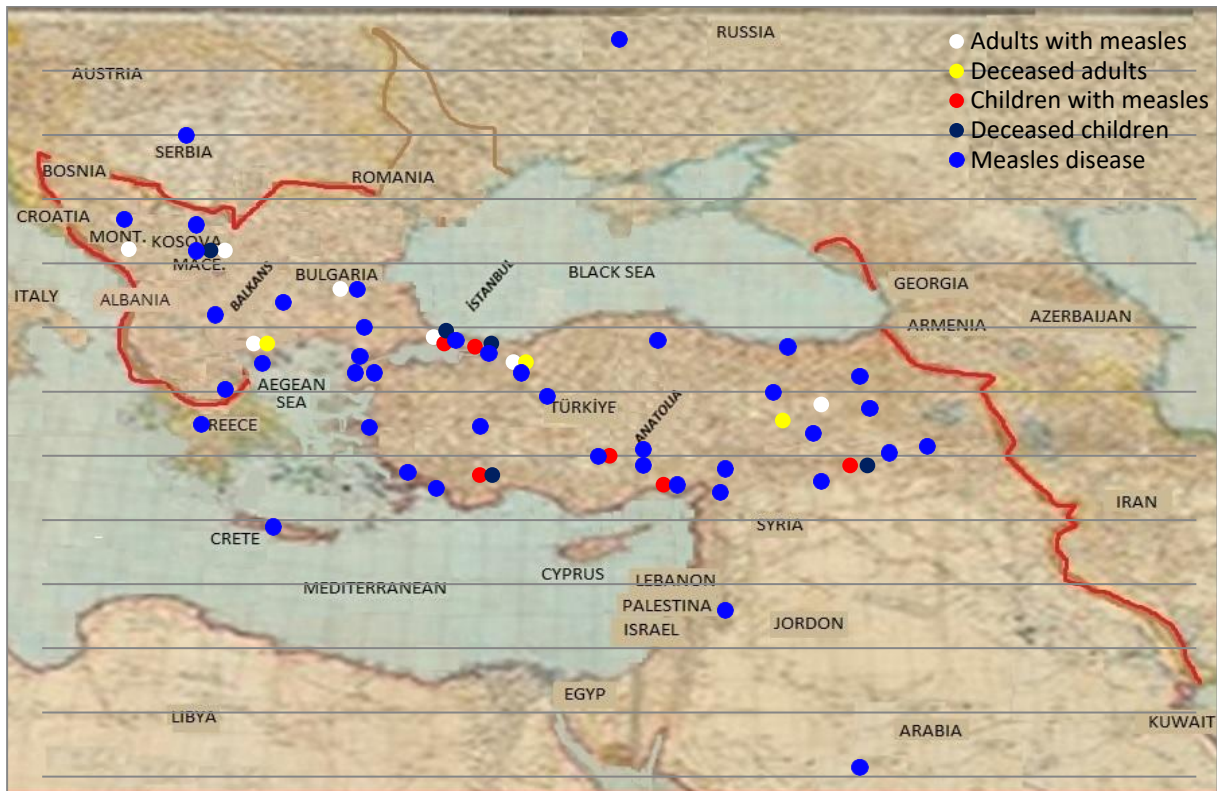 RUSSIA
Adults with measles
Deceased adults
Children with measles
Deceased children
Measles disease
AUSTRIA
SERBIA
BOSNIA
ROMANIA
CROATIA
MONT.
KOSOVA
MACE.
BULGARIA
BALKANS
İSTANBUL
BLACK SEA
GEORGIA
ITALY
ALBANIA
ARMENIA
AZERBAIJAN
AEGEAN
SEA
TÜRKİYE
ANATOLIA
REECE
IRAN
SYRIA
CRETE
CYPRUS
LEBANON
MEDITERRANEAN
PALESTINA
ISRAEL
JORDON
EGYP
LIBYA
ARABIA
KUWAIT